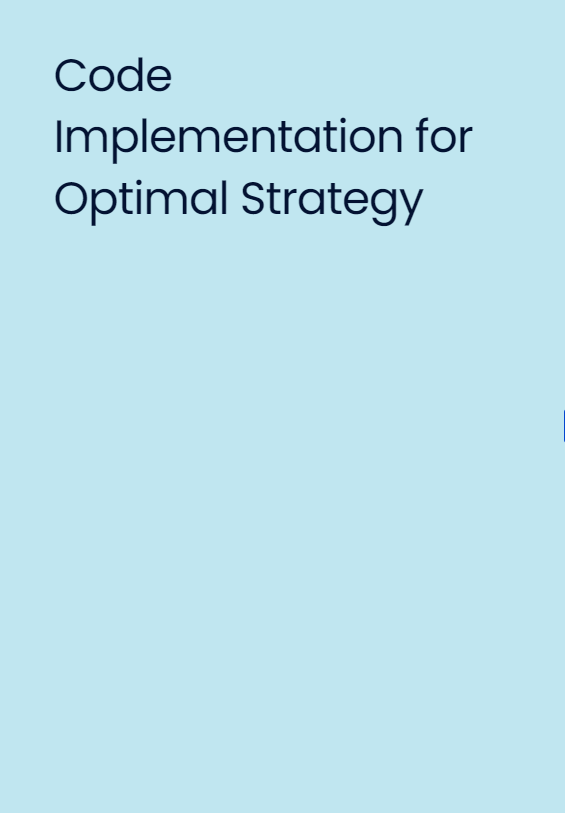 Code
Implementation for
Optimal Strategy